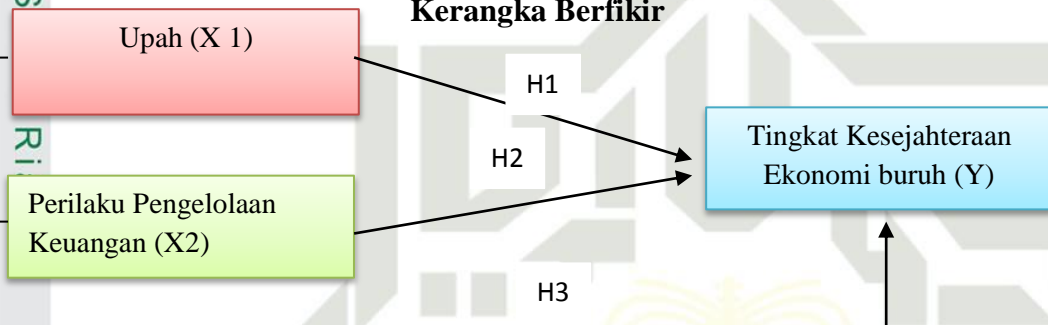 Kerangka Berfikir
Upah (X 1)
H1
Tingkat Kesejahteraan
Ekonomi buruh (Y)
H2
Perilaku Pengelolaan
Keuangan (X2)
H3